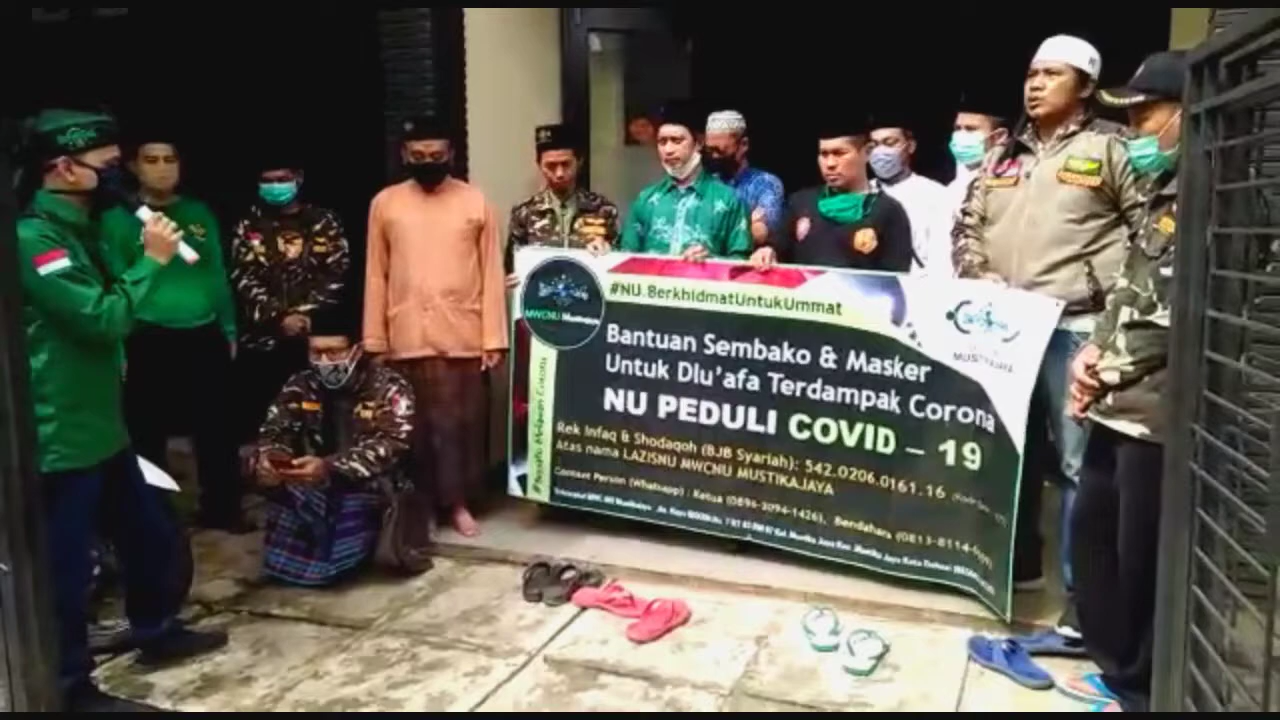 #NU.BerkhidmatUntukUmmat
MWCNU Mustikajaya
MUSTIKAJAYA
Bantuan Sembako & Masker
Untuk Dlu'afa Terdampak Corona
NU PEDULI COVID – 19
Rek Infaq & Shodaqoh (BJB Syariah): 542.0206.0161.16
Atas nama LAZISNU MWCNU MUSTIKAJAYA
Contact Person (Whatsapp) : Ketua (0896-3094-1426), Bendahara (0813-8114-